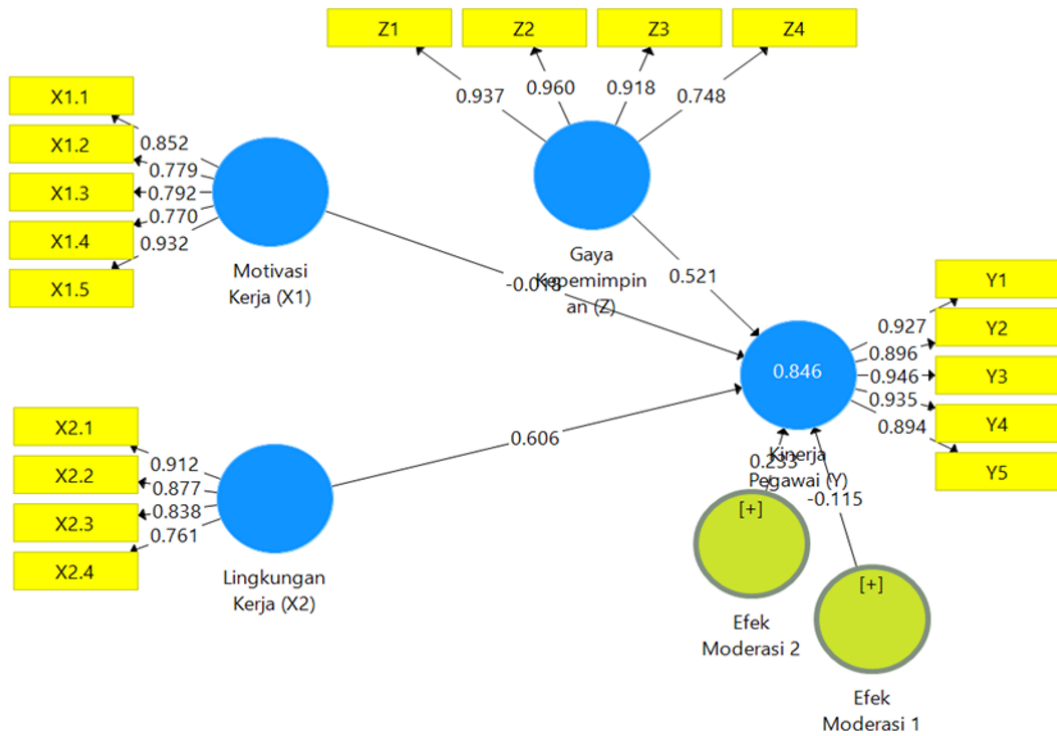 Z1
Z2
Z3
Z4
0.937
0.960
0.918
0.748
X1.1
X1.2
X1.3
X1.4
X1.5
0.852
0.779
0.792
0.770
0.932
Motivasi
Kerja (X1)
Gaya
Kepemimpin
an (Z)
-0.018
0.521
0.846
Kinerja
Pegawai (Y)
Y1
Y2
Y3
Y4
Y5
0.927
0.896
0.946
0.935
0.894
X2.1
X2.2
X2.3
X2.4
0.912
0.877
0.838
0.761
0.606
Lingkungan
Kerja (X2)
0.233
-0.115
[+]
Efek
Moderasi 2
[+]
Efek
Moderasi 1